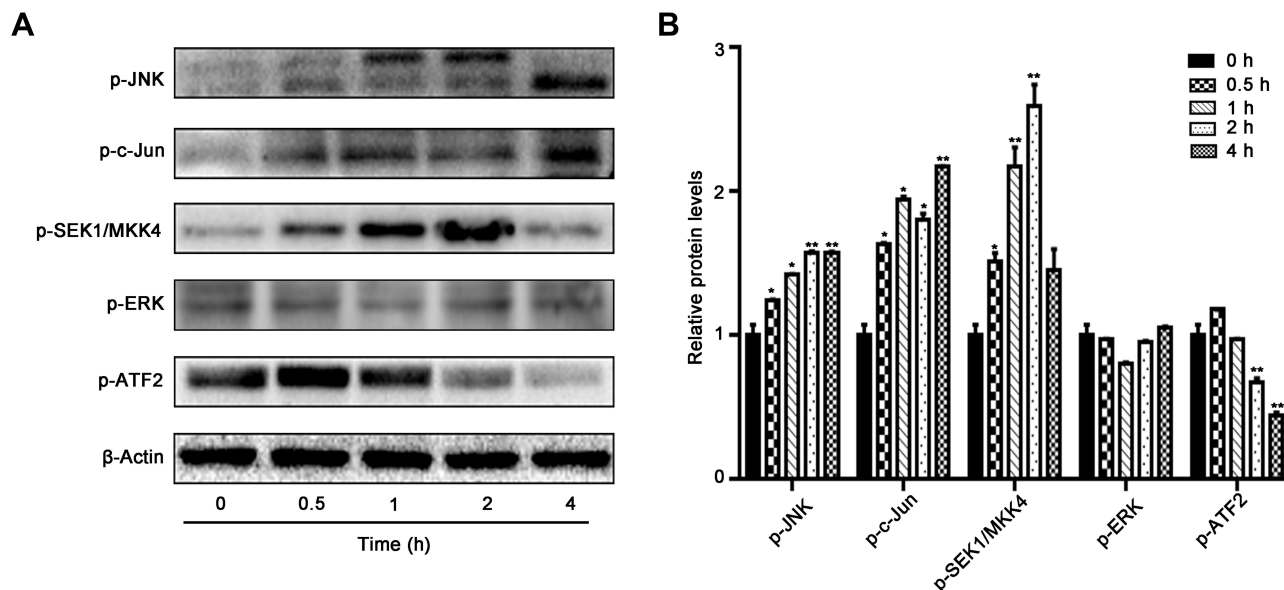 A
p-JNK
p-c-Jun
p-SEK1/MKK4
p-ERK
p-ATF2
β-Actin
0 0.5 1 2 4
Time (h)
B
Relative protein levels
3
2
1
0
* * ** **
* * * **
* ** **
** **
p-JNK
p-c-Jun
p-SEK1/MKK4
p-ERK
p-ATF2
0 h
0.5 h
1 h
2 h
4 h